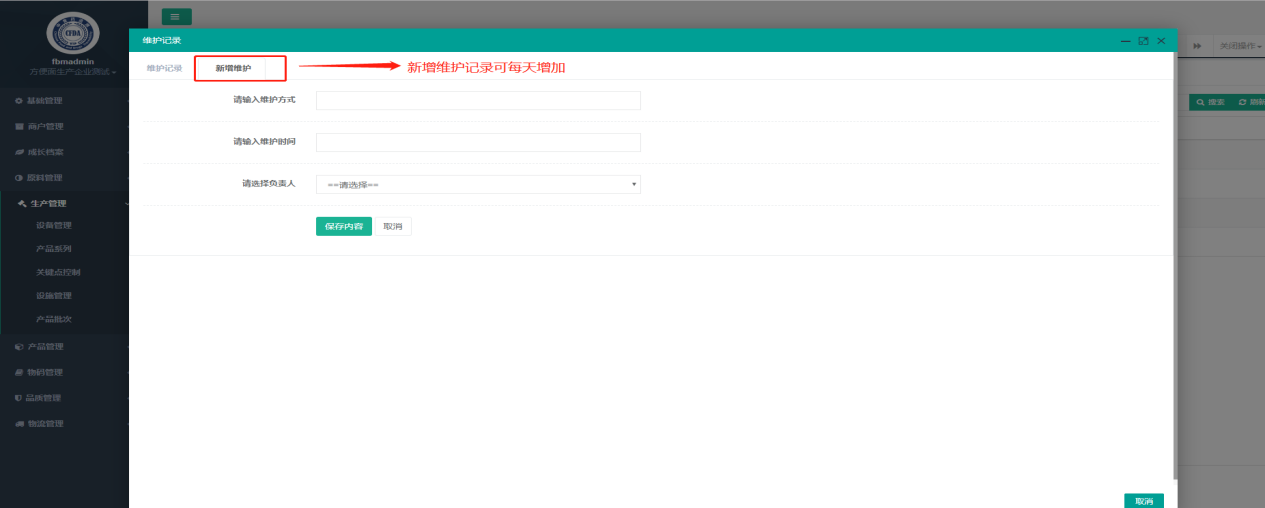 CFDA
fbmadmin
方便面生产企业测试
基础管理
商户管理
成长档案
原料管理
生产管理
设备管理
产品系列
关键点控制
设施管理
产品批次
产品管理
物码管理
品质管理
物流管理
维护记录
维护记录
新增维护
新增维护记录可每天增加
请输入维护方式
请输入维护时间
请选择负责人
==请选择==
保存内容
取消
取消
关闭操作
搜索
刷新